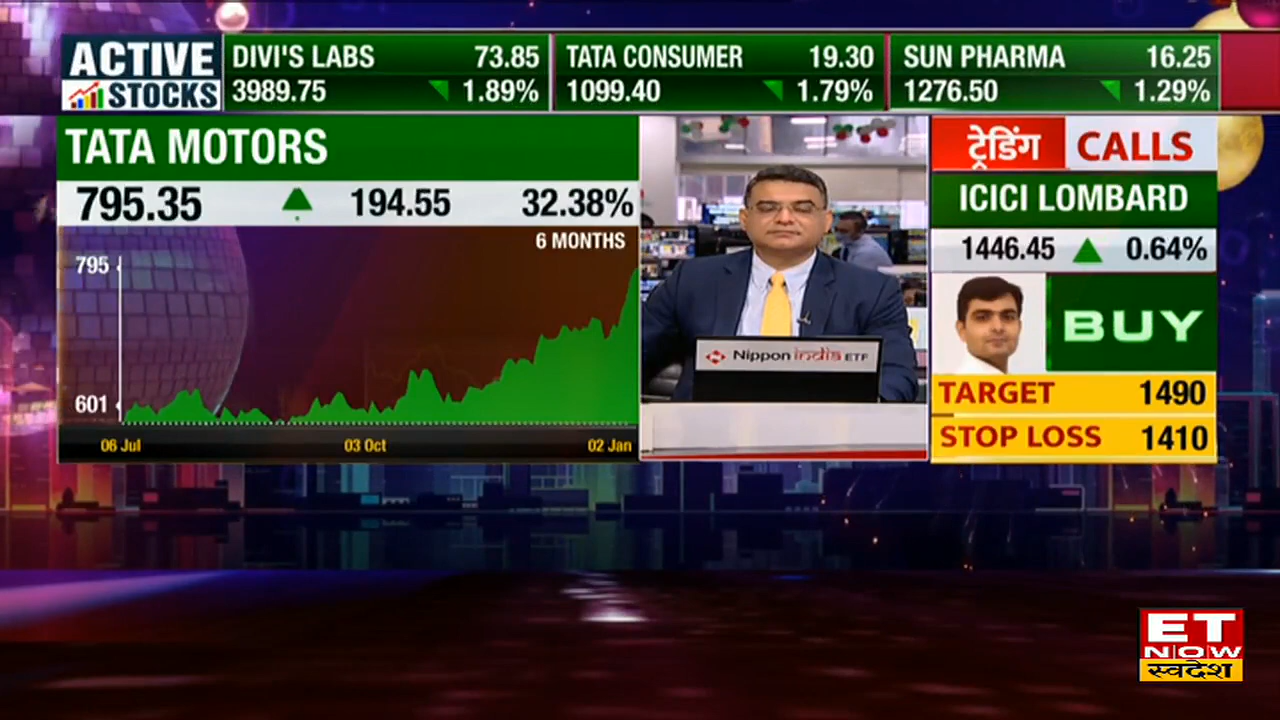 ACTIVE
STOCKS
DIVI'S LABS 73.85
3989.75 1.89%
TATA CONSUMER 19.30
1099.40 1.79%
SUN PHARMA 16.25
1276.50 1.29%
TATA MOTORS
795.35 194.55 32.38%
6 MONTHS
795
601
06 Jul 03 Oct 02 Jan
Nippon india ETF
ट्रेडिंग CALLS
ICICI LOMBARD
1446.45 0.64%
BUY
TARGET 1490
STOP LOSS 1410
ET
NOW
स्वदेश